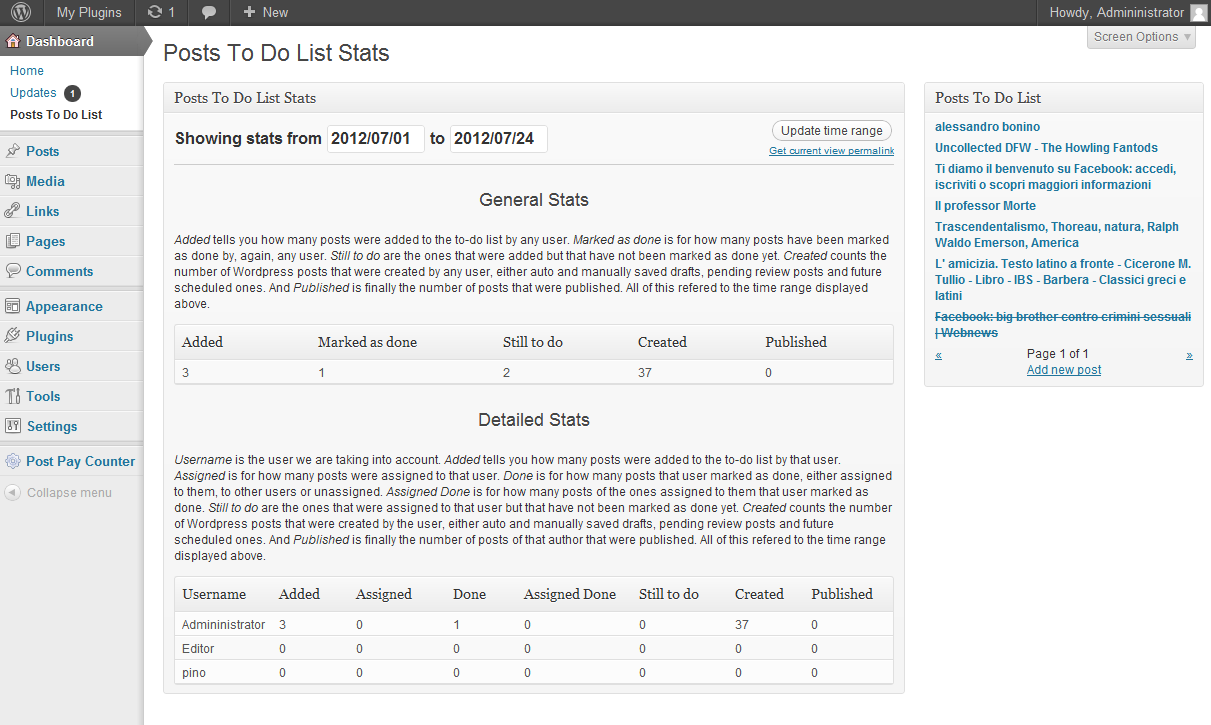 My Plugins 1 New Howdy, Admininistrator
Screen Options
Dashboard
Home
Updates 1
Posts To Do List
Posts
Media
Links
Pages
Comments
Appearance
Plugins
Users
Tools
Settings
Post Pay Counter
Collapse menu
Posts To Do List Stats
Posts To Do List Stats
Showing stats from 2012/07/01 to 2012/07/24
Update time range
Get current view permalink
General Stats
Added tells you how many posts were added to the to-do list by any user. Marked as done is for how many posts have been marked
as done by, again, any user. Still to do are the ones that were added but that have not been marked as done yet. Created counts the
number of Wordpress posts that were created by any user, either auto and manually saved drafts, pending review posts and future
scheduled ones. And Published is finally the number of posts that were published. All of this refered to the time range displayed
above.
Added Marked as done Still to do Created Published
3 1 2 37 0
Detailed Stats
Username is the user we are taking into account. Added tells you how many posts were added to the to-do list by that user.
Assigned is for how many posts were assigned to that user. Done is for how many posts that user marked as done, either assigned
to them, to other users or unassigned. Assigned Done is for how many posts of the ones assigned to them that user marked as
done. Still to do are the ones that were assigned to that user but that have not been marked as done yet. Created counts the number
of Wordpress posts that were created by the user, either auto and manually saved drafts, pending review posts and future
scheduled ones. And Published is finally the number of posts of that author that were published. All of this refered to the time range
displayed above.
Username Added Assigned Done Assigned Done Still to do Created Published
Admininistrator 3 0 1 0 0 37 0
Editor 0 0 0 0 0 0 0
pino 0 0 0 0 0 0 0
Posts To Do List
alessandro bonino
Uncollected DFW - The Howling Fantods
Ti diamo il benvenuto su Facebook: accedi,
iscriviti o scopri maggiori informazioni
Il professor Morte
Trascendentalismo, Thoreau, natura, Ralph
Waldo Emerson, America
L' amicizia. Testo latino a fronte - Cicerone M.
Tullio - Libro - IBS - Barbera - Classici greci e
latini
Facebook: big brother contro crimini sessuali
| Webnews
« Page 1 of 1 »
Add new post